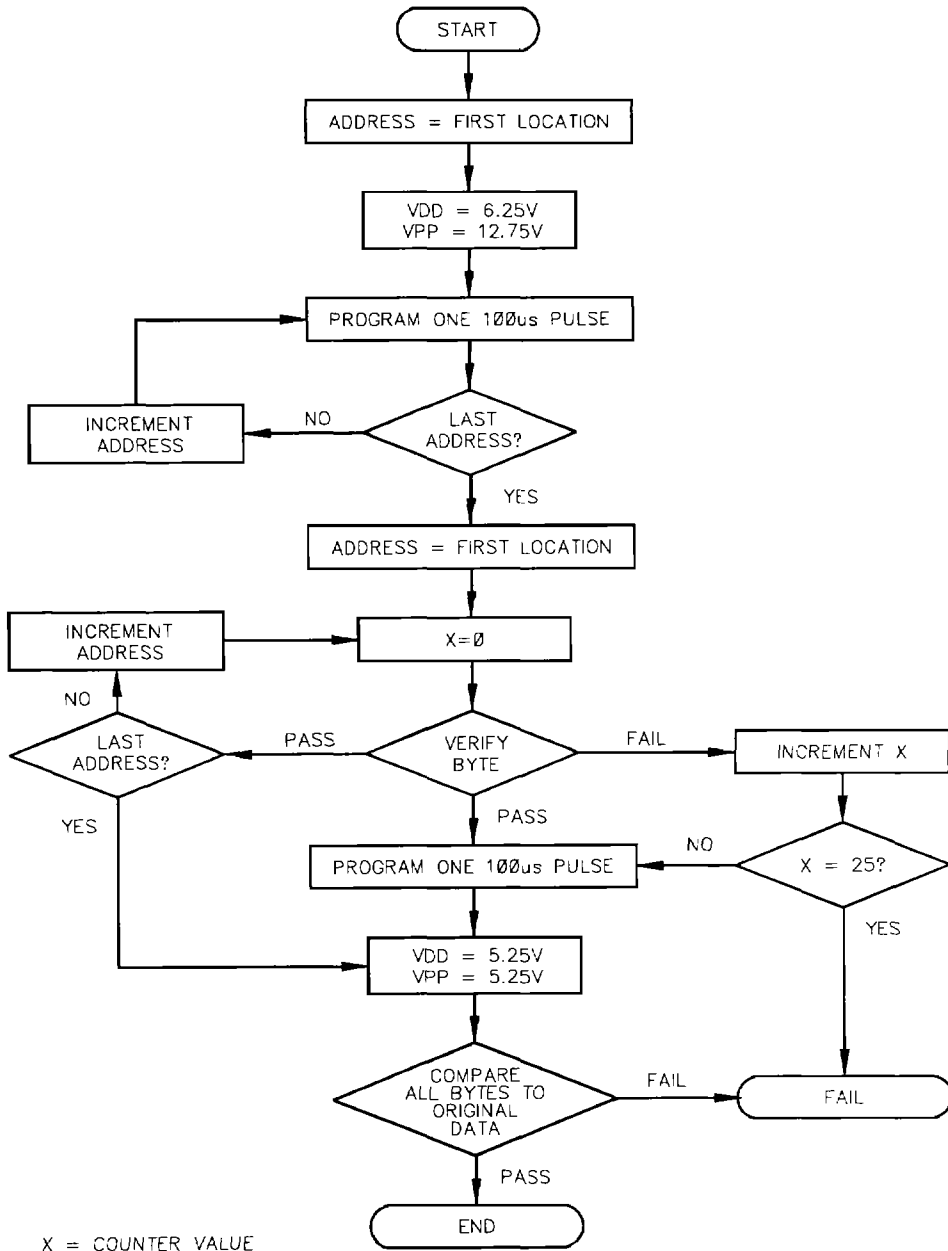 START
ADDRESS = FIRST LOCATION
VDD = 6.25V
VPP = 12.75V
PROGRAM ONE 100us PULSE
INCREMENT
ADDRESS
NO
LAST
ADDRESS?
YES
ADDRESS = FIRST LOCATION
INCREMENT
ADDRESS
X=0
NO
LAST
ADDRESS?
PASS
VERIFY
BYTE
FAIL
INCREMENT X
YES
PASS
PROGRAM ONE 100us PULSE
NO
X = 25?
YES
VDD = 5.25V
VPP = 5.25V
COMPARE
ALL BYTES TO
ORIGINAL
DATA
FAIL
FAIL
PASS
END
X = COUNTER VALUE